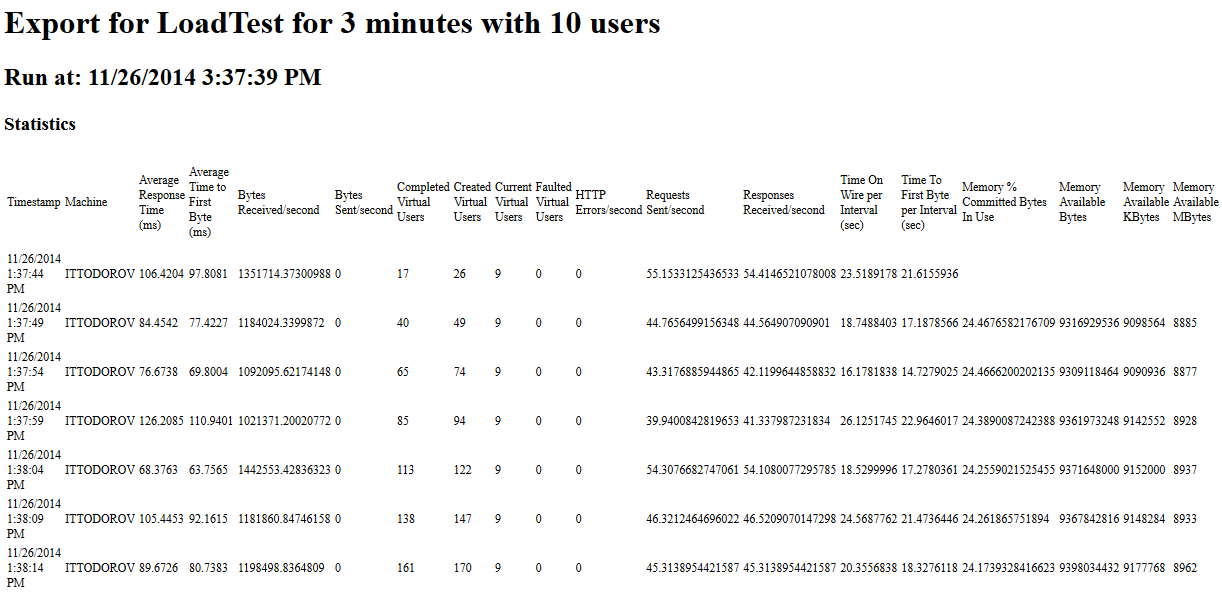 Export for LoadTest for 3 minutes with 10 users
Run at: 11/26/2014 3:37:39 PM
Statistics
Timestamp Machine Average Response Time (ms) Average Time to First Byte (ms) Bytes Received/second Bytes Sent/second Completed Virtual Users Created Virtual Users Current Virtual Users Faulted Virtual Users HTTP Errors/second Requests Sent/second Responses Received/second Time On Wire per Interval (sec) Time To First Byte per Interval (sec) Memory % Committed Bytes In Use Memory Available Bytes Memory Available KBytes Memory Available MBytes
11/26/2014 1:37:44 PM ITTODOROV 106.4204 97.8081 1351714.37300988 0 17 26 9 0 0 55.1533125436533 54.4146521078008 23.5189178 21.6155936
11/26/2014 1:37:49 PM ITTODOROV 84.4542 77.4227 1184024.3399872 0 40 49 9 0 0 44.7656499156348 44.564907090901 18.7488403 17.1878566 24.4676582176709 9316929536 9098564 8885
11/26/2014 1:37:54 PM ITTODOROV 76.6738 69.8004 1092095.62174148 0 65 74 9 0 0 43.3176885944865 42.1199644858832 16.1781838 14.7279025 24.4666200202135 9309118464 9090936 8877
11/26/2014 1:37:59 PM ITTODOROV 126.2085 110.9401 1021371.20020772 0 85 94 9 0 0 39.9400842819653 41.337987231834 26.1251745 22.9646017 24.3890087242388 9361973248 9142552 8928
11/26/2014 1:38:04 PM ITTODOROV 68.3763 63.7565 1442553.42836323 0 113 122 9 0 0 54.3076682747061 54.1080077295785 18.5299996 17.2780361 24.2559021525455 9371648000 9152000 8937
11/26/2014 1:38:09 PM ITTODOROV 105.4453 92.1615 1181860.84746158 0 138 147 9 0 0 46.3212464696022 46.5209070147298 24.5687762 21.4736446 24.261865751894 9367842816 9148284 8933
11/26/2014 1:38:14 PM ITTODOROV 89.6726 80.7383 1198498.8364809 0 161 170 9 0 0 45.3138954421587 45.3138954421587 20.3556838 18.3276118 24.1739328416623 9398034432 9177768 8962